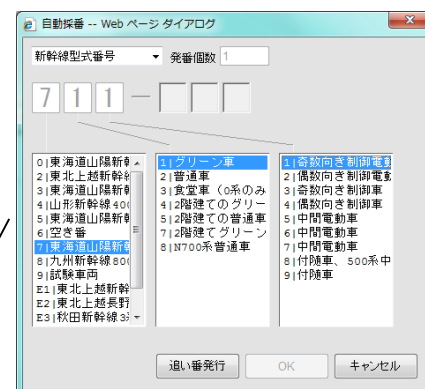 自動採番 -- Web ページ ダイアログ
新幹線型式番号
発番個数 1
7 1 1 ―
0|東海道山陽新幹
2|東北上越新幹線
3|東海道山陽新幹
4|山形新幹線400
5|東海道山陽新幹
6|空き番
7|東海道山陽新幹
8|九州新幹線800
9|試験車両
E1|東北上越新幹
E2|東北上越長野
E3|秋田新幹線3
1|グリーン車
2|普通車
3|食堂車（0系のみ
4|2階建てのグリー
5|2階建ての普通車
7|2階建てグリーン
8|N700系普通車
1|奇数向き制御電動
2|偶数向き制御電動
3|奇数向き制御車
4|偶数向き制御車
5|中間電動車
6|中間電動車
7|中間電動車
8|付随車、500系中
9|付随車
追い番発行
OK
キャンセル